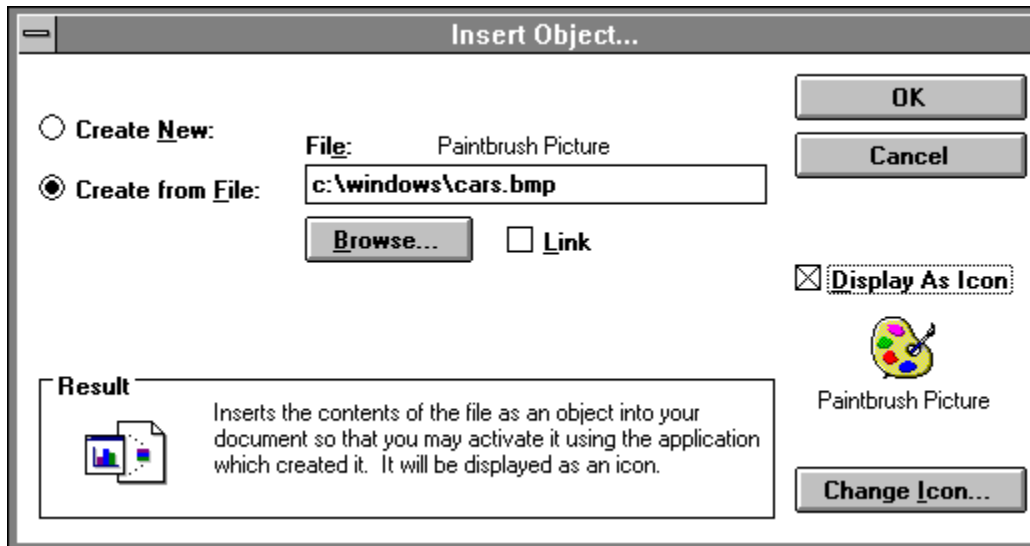 Insert Object...
Create New:
Create from File:
File: Paintbrush Picture
c:\windows\cars.bmp
Browse...
Link
OK
Cancel
Display As Icon
Paintbrush Picture
Change Icon...
Result
Inserts the contents of the file as an object into your
document so that you may activate it using the application
which created it. It will be displayed as an icon.